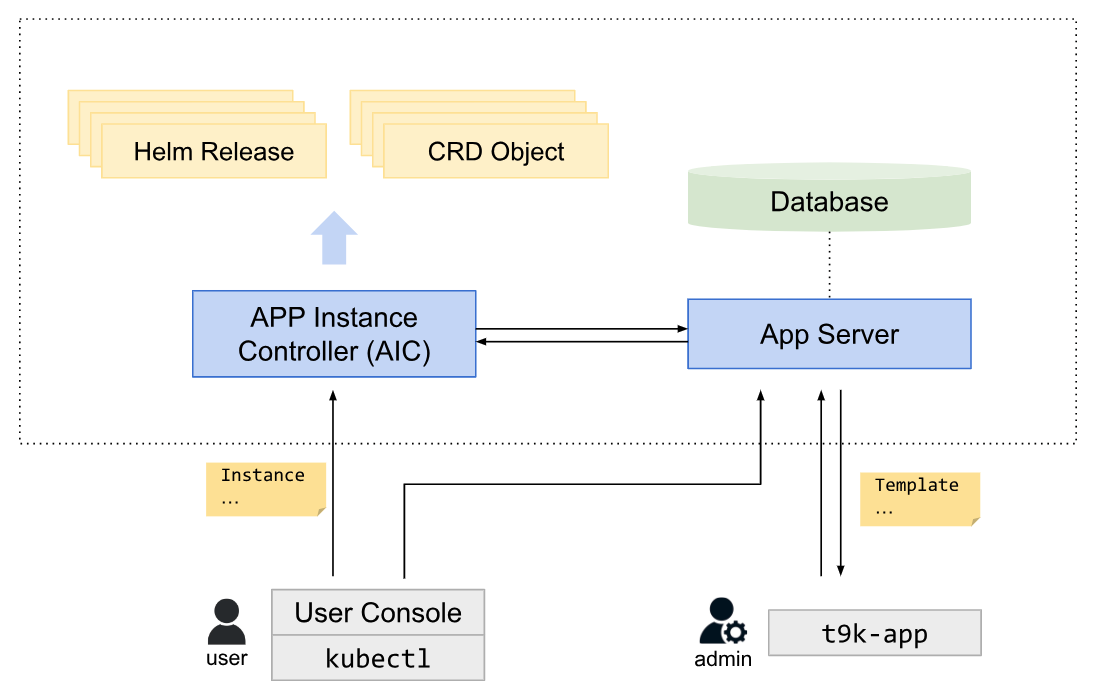 Helm Release
CRD Object
Database
APP Instance
Controller (AIC)
App Server
Instance
...
Template
...
User Console
kubectl
user
t9k-app
admin